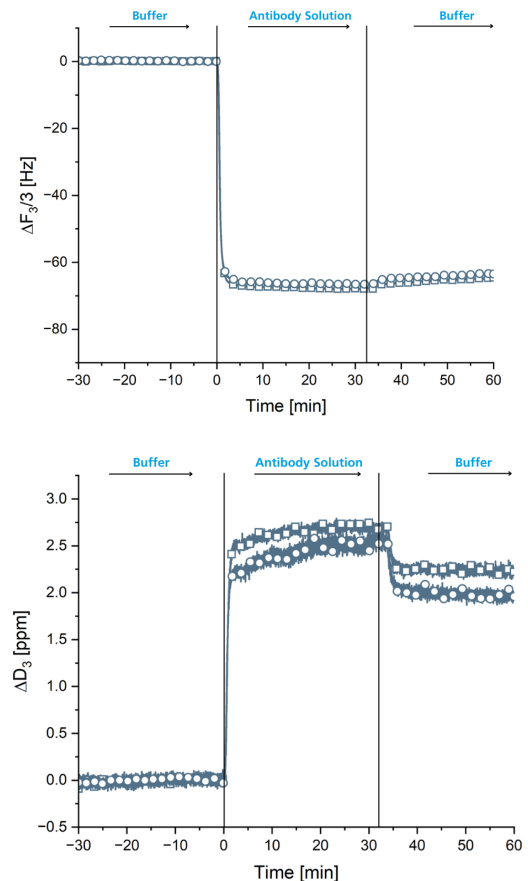 Buffer Antibody Solution Buffer
0
−20
−40
−60
−80
ΔF3/3 [Hz]
−30 −20 −10 0 10 20 30 40 50 60
Time [min]
Buffer Antibody Solution Buffer
3.0
2.5
2.0
1.5
1.0
0.5
0.0
−0.5
ΔD3 [ppm]
−30 −20 −10 0 10 20 30 40 50 60
Time [min]